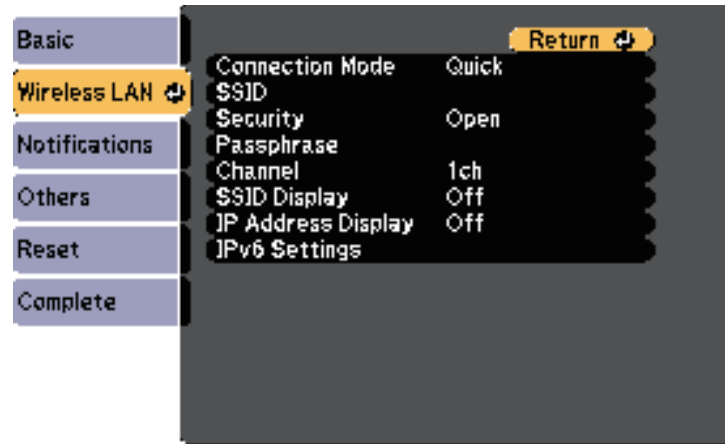 Basic
Wireless LAN
Notifications
Others
Reset
Complete
Return
Connection Mode Quick
SSID
Security Open
Passphrase
Channel 1ch
SSID Display Off
IP Address Display Off
IPv6 Settings